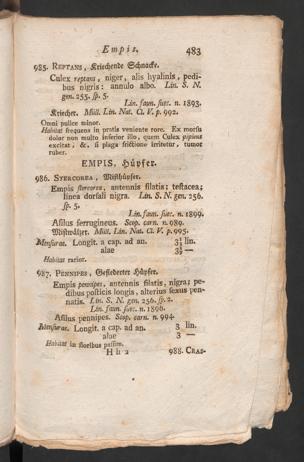 Empis. 483
985. REPTANS, Kriechende Schnacke.
Culex reptans, niger, alis hyalinis, pedi-
bus nigris: annulo albo. Lin. S. N.
gen. 255. sp. 5.
Lin. faun. suec. n. 1893.
Kriecher. Müll. Lin. Nat. Cl. V. p. 992.
Omni pulice minor.
Habitat frequens in pratis veniente rore. Ex morsu
dolor non multo inferior illo, quem Culex pipiens
excitat; &, si plaga frictione irritetur, tumor
ruber.
EMPIS, Hüpfer.
986. STERCOREA, Misthüpfer.
Empis stercorea, antennis filatis; testacea;
linea dorsali nigra. Lin. S. N. gen. 256.
sp. 5.
Lin. faun. suec. n. 1899.
Asilus ferrugineus. Scop. carn. n. 989.
Mistwälzer. Müll. Lin. Nat. Cl. V. p. 995.
Mensurae. Longit. a cap. ad an. 3½ lin.
alae 3½ —
Habitat rarior.
987. PENNIPES, Gefiederter Hüpfer.
Empis pennipes, antennis filatis, nigra; pe-
dibus posticis longis, alterius sexus pen-
natis. Lin. S. N. gen. 256. sp. 2.
Lin. faun. suec. n. 1896.
Asilus pennipes. Scop. carn. n. 994
Mensurae. Longit. a cap. ad an. 3 lin.
alae 3 —
Habitat in floribus passim.
H h 2 988. CRAS-